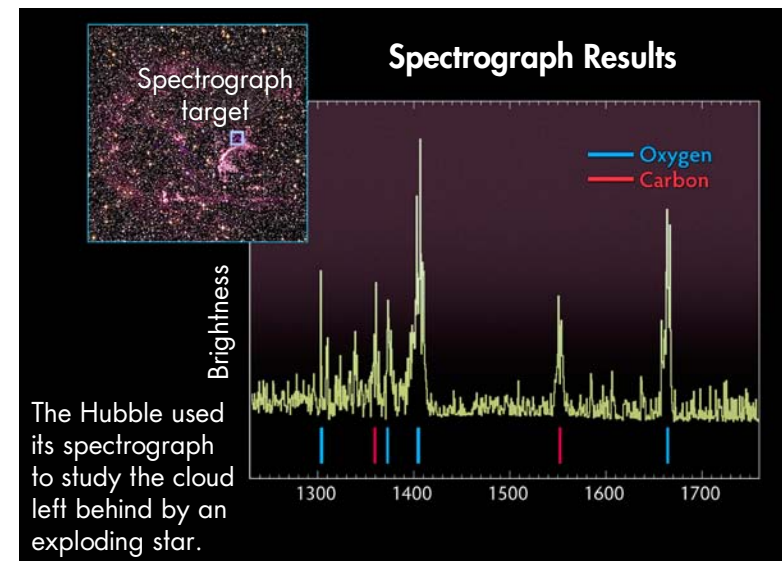 Spectrograph Results
Spectrograph
target
Oxygen
Carbon
Brightness
The Hubble used
its spectrograph
to study the cloud
left behind by an
exploding star.
1300 1400 1500 1600 1700